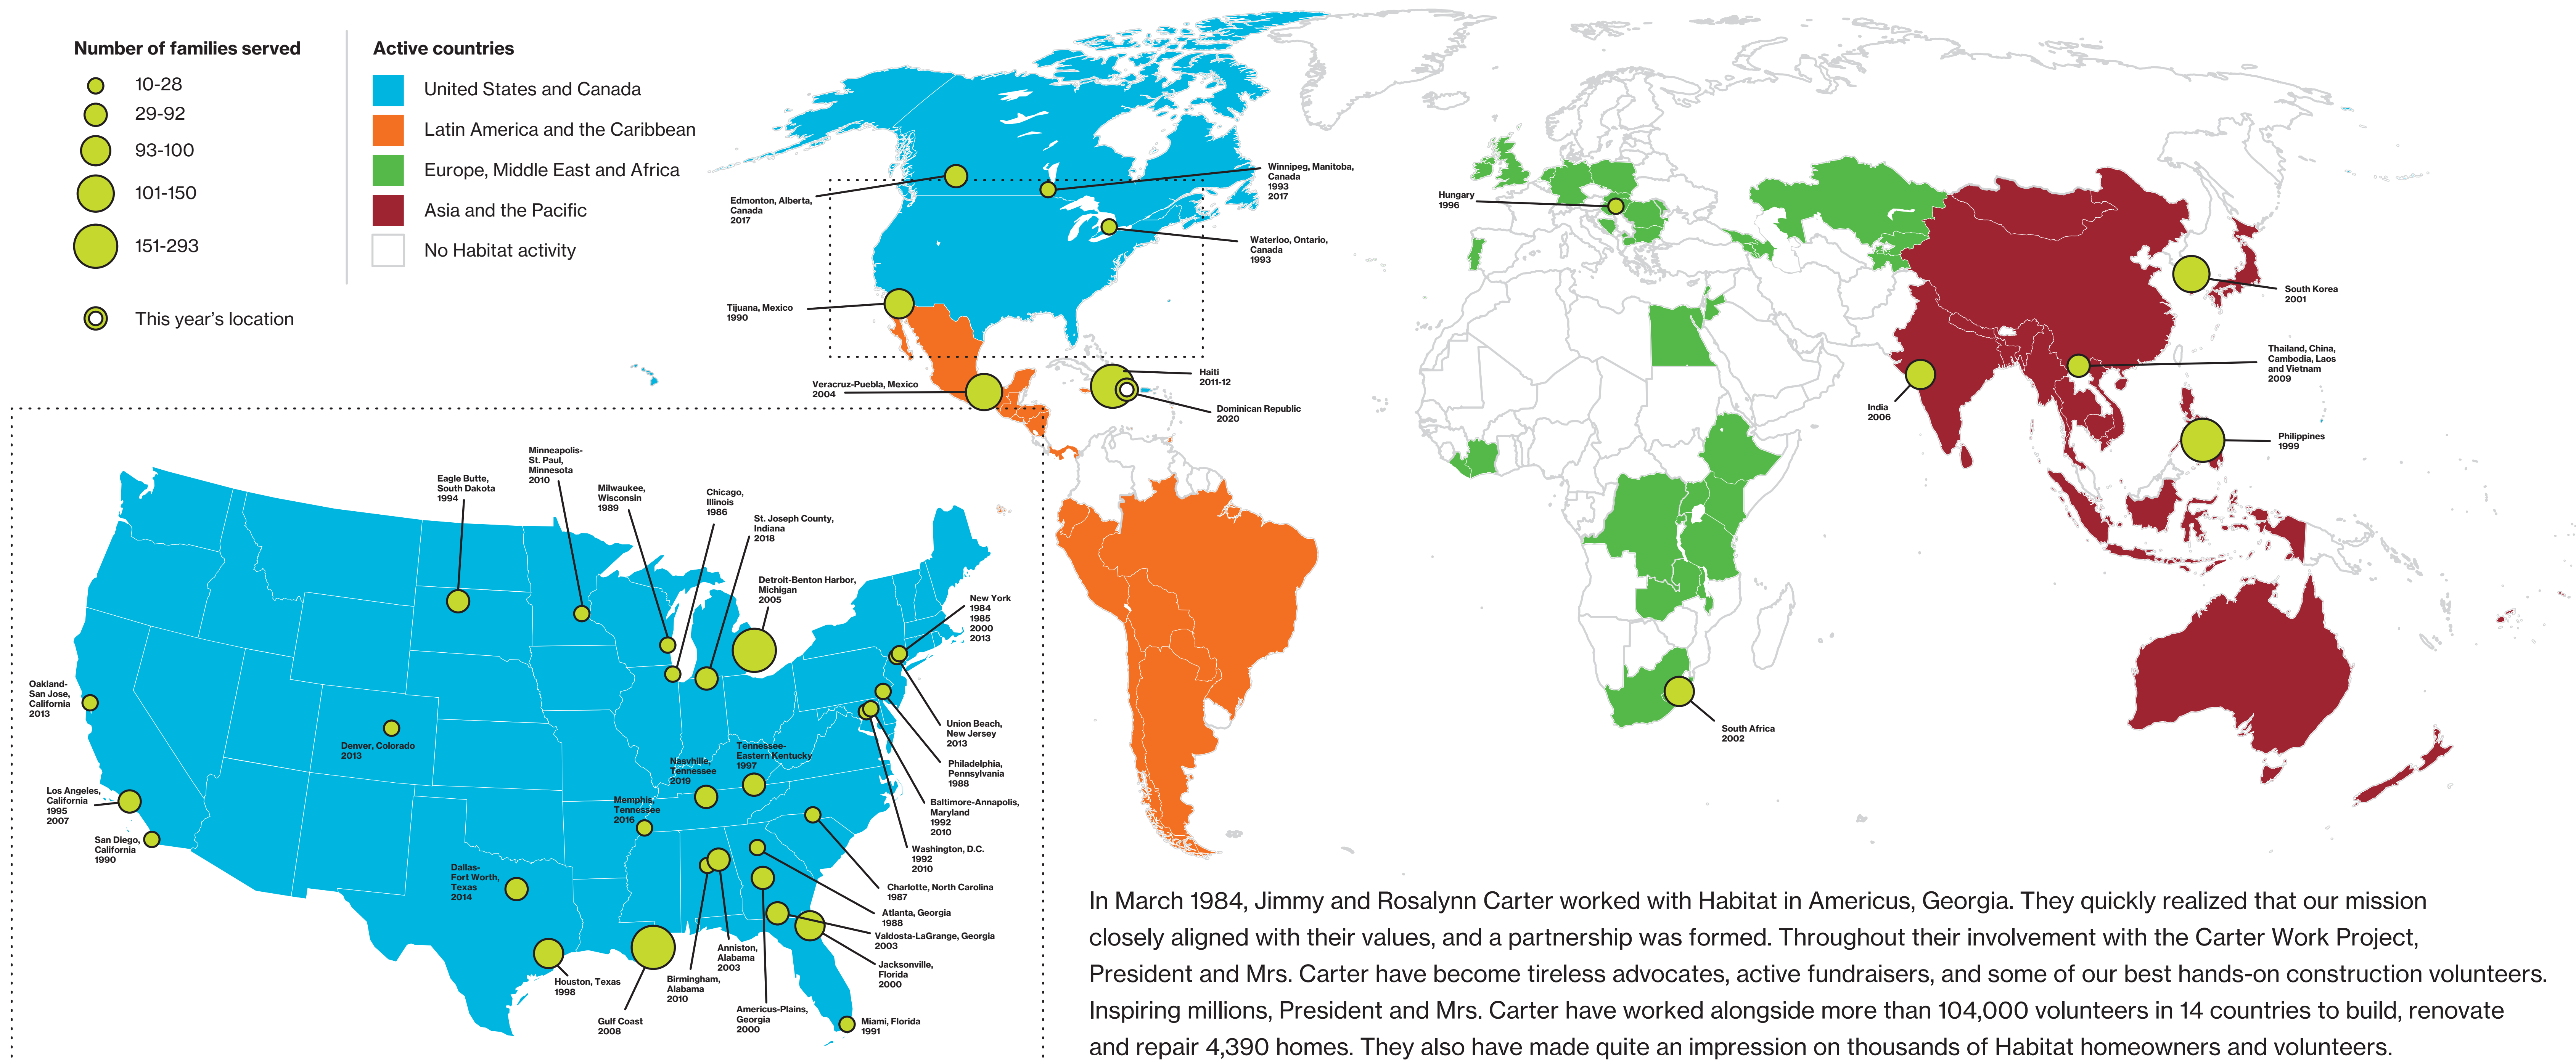 Number of families served
10-28
29-92
93-100
101-150
151-293
This year’s location
Active countries
United States and Canada
Latin America and the Caribbean
Europe, Middle East and Africa
Asia and the Pacific
No Habitat activity
Edmonton, Alberta,
Canada
2017
Winnipeg, Manitoba,
Canada
1993
2017
Waterloo, Ontario,
Canada
1993
Tijuana, Mexico
1990
Veracruz-Puebla, Mexico
2004
Haiti
2011-12
Dominican Republic
2020
Hungary
1996
South Korea
2001
Thailand, China,
Cambodia, Laos
and Vietnam
2009
India
2006
Philippines
1999
South Africa
2002
Eagle Butte,
South Dakota
1994
Minneapolis-
St. Paul,
Minnesota
2010
Milwaukee,
Wisconsin
1989
Chicago,
Illinois
1986
St. Joseph County,
Indiana
2018
Detroit-Benton Harbor,
Michigan
2005
New York
1984
1985
2000
2013
Oakland-
San Jose,
California
2013
Denver, Colorado
2013
Los Angeles,
California
1995
2007
San Diego,
California
1990
Dallas-
Fort Worth,
Texas
2014
Memphis,
Tennessee
2016
Nasvhille,
Tennessee
2019
Tennessee-
Eastern Kentucky
1997
Union Beach,
New Jersey
2013
Philadelphia,
Pennsylvania
1988
Baltimore-Annapolis,
Maryland
1992
2010
Washington, D.C.
1992
2010
Charlotte, North Carolina
1987
Atlanta, Georgia
1988
Valdosta-LaGrange, Georgia
2003
Jacksonville,
Florida
2000
Anniston,
Alabama
2003
Birmingham,
Alabama
2010
Americus-Plains,
Georgia
2000
Houston, Texas
1998
Gulf Coast
2008
Miami, Florida
1991
In March 1984, Jimmy and Rosalynn Carter worked with Habitat in Americus, Georgia. They quickly realized that our mission
closely aligned with their values, and a partnership was formed. Throughout their involvement with the Carter Work Project,
President and Mrs. Carter have become tireless advocates, active fundraisers, and some of our best hands-on construction volunteers.
Inspiring millions, President and Mrs. Carter have worked alongside more than 104,000 volunteers in 14 countries to build, renovate
and repair 4,390 homes. They also have made quite an impression on thousands of Habitat homeowners and volunteers.